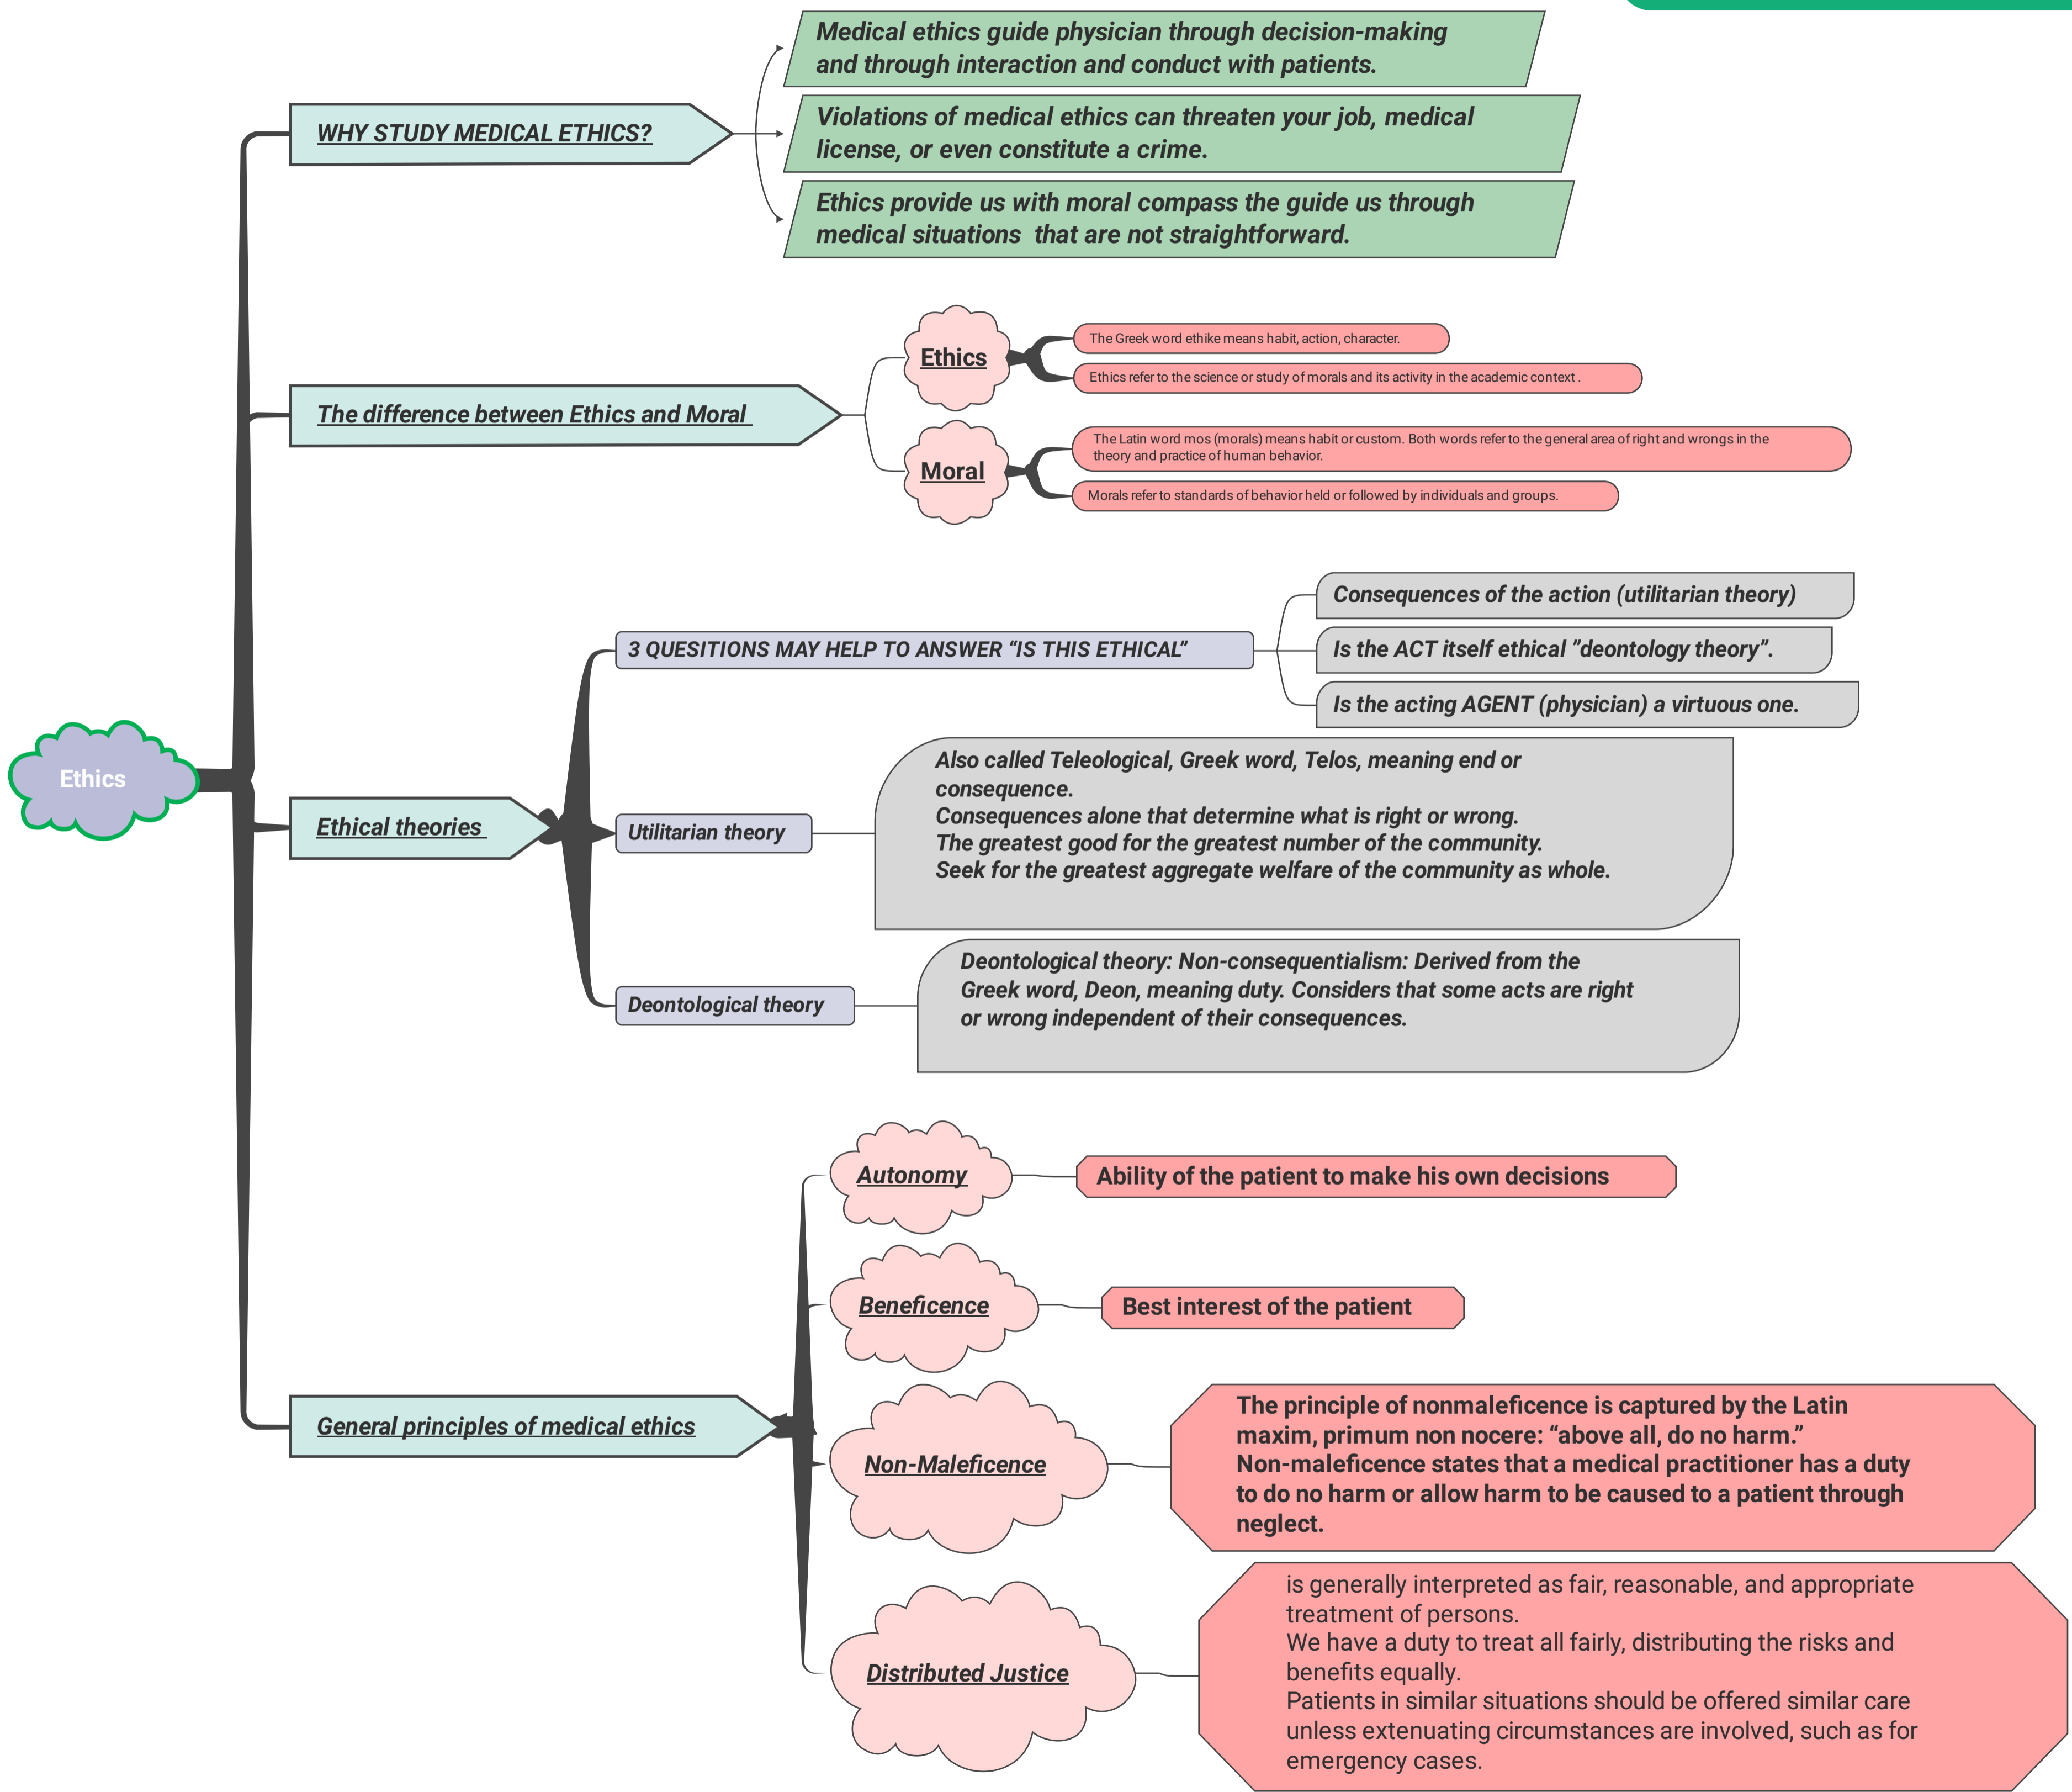 Medical ethics guide physician through decision-making
and through interaction and conduct with patients.
WHY STUDY MEDICAL ETHICS?
Violations of medical ethics can threaten your job, medical
license, or even constitute a crime.
Ethics provide us with moral compass the guide us through
medical situations  that are not straightforward.
Ethics
The Greek word ethike means habit, action, character.
Ethics refer to the science or study of morals and its activity in the academic context .
The difference between Ethics and Moral
Moral
The Latin word mos (morals) means habit or custom. Both words refer to the general area of right and wrongs in the
theory and practice of human behavior.
Morals refer to standards of behavior held or followed by individuals and groups.
3 QUESITIONS MAY HELP TO ANSWER “IS THIS ETHICAL”
Consequences of the action (utilitarian theory)
Is the ACT itself ethical ”deontology theory”.
Is the acting AGENT (physician) a virtuous one.
Ethics
Ethical theories
Utilitarian theory
Also called Teleological, Greek word, Telos, meaning end or
consequence.
Consequences alone that determine what is right or wrong.
The greatest good for the greatest number of the community.
Seek for the greatest aggregate welfare of the community as whole.
Deontological theory
Deontological theory: Non-consequentialism: Derived from the
Greek word, Deon, meaning duty. Considers that some acts are right
or wrong independent of their consequences.
Autonomy
Ability of the patient to make his own decisions
Beneficence
Best interest of the patient
General principles of medical ethics
Non-Maleficence
The principle of nonmaleficence is captured by the Latin
maxim, primum non nocere: “above all, do no harm.”
Non-maleficence states that a medical practitioner has a duty
to do no harm or allow harm to be caused to a patient through
neglect.
Distributed Justice
is generally interpreted as fair, reasonable, and appropriate
treatment of persons.
We have a duty to treat all fairly, distributing the risks and
benefits equally.
Patients in similar situations should be offered similar care
unless extenuating circumstances are involved, such as for
emergency cases.